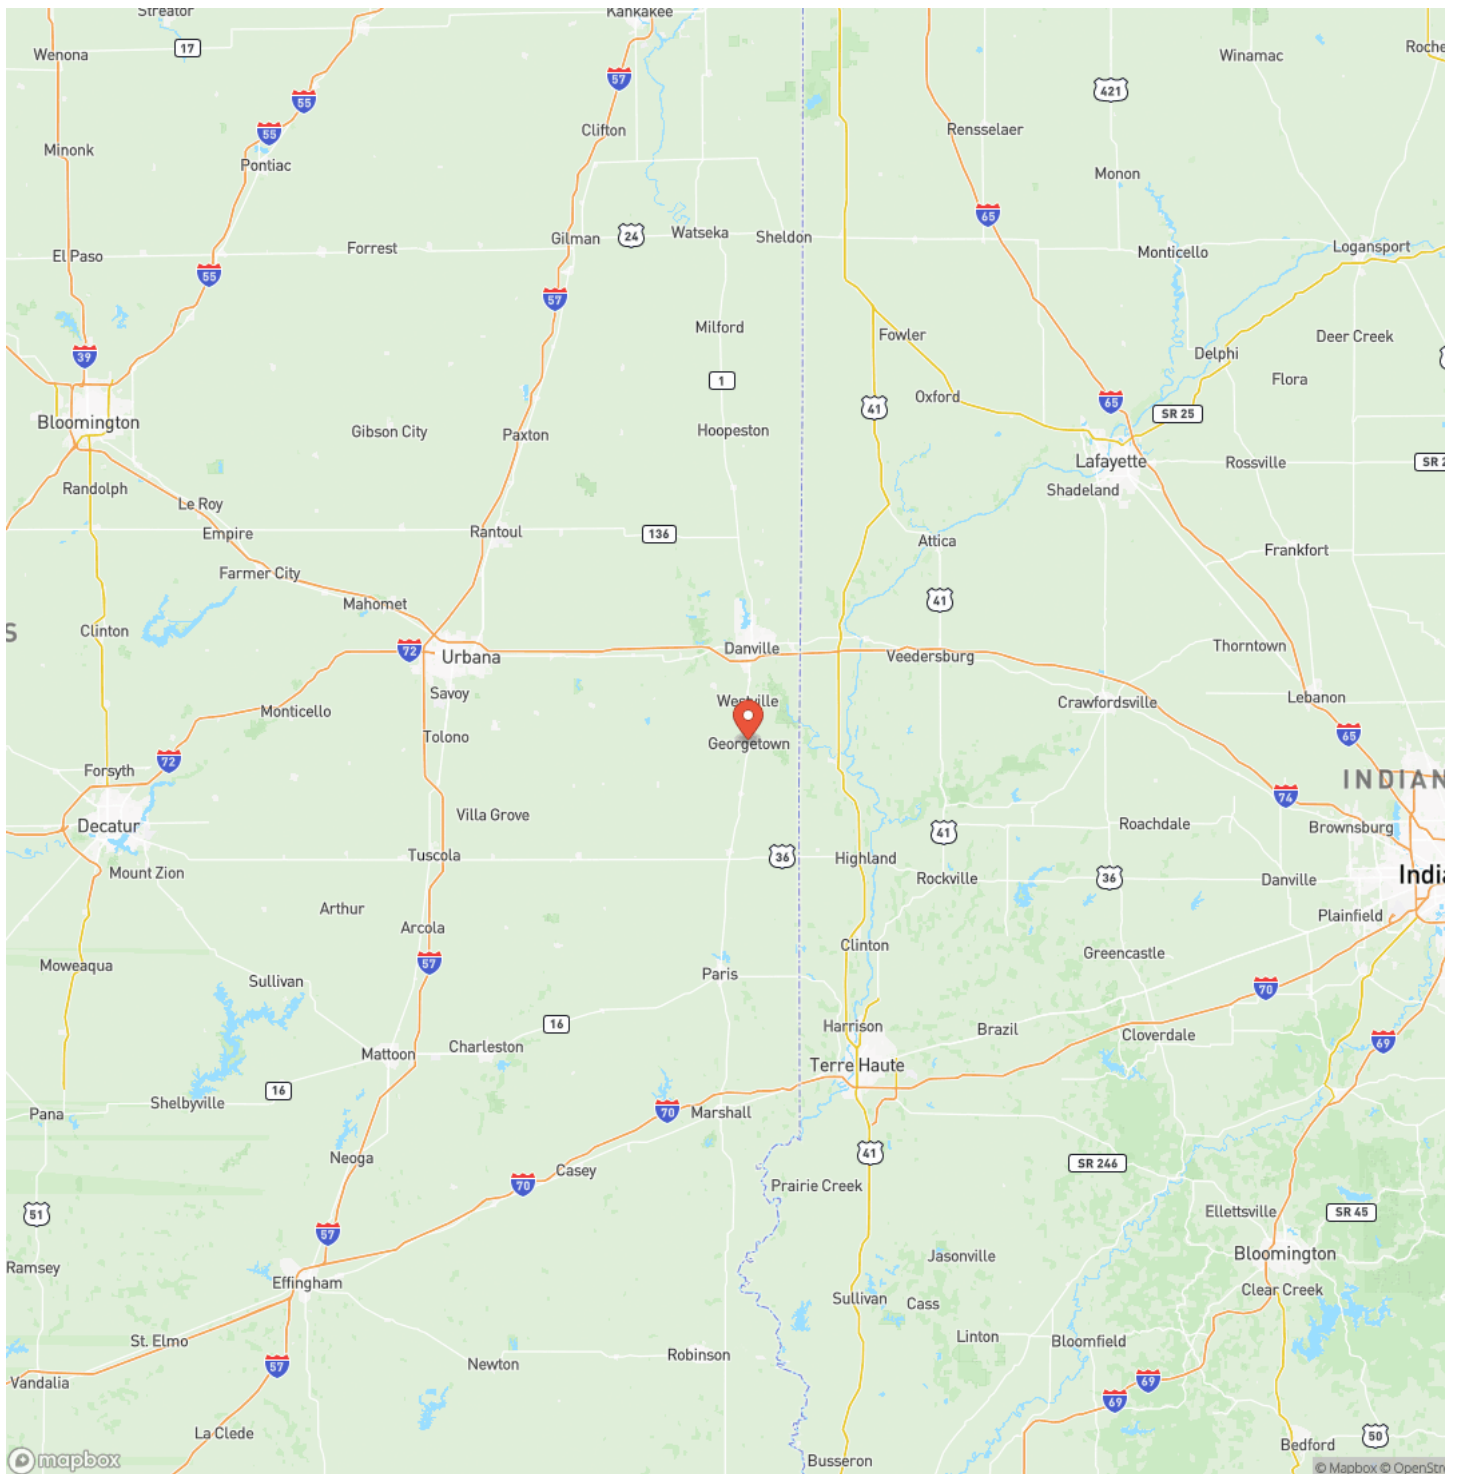 Streator
Kankakee
17
Wenona
57
Winamac
Roche
55
421
Clifton
Rensselaer
55
Minonk
Pontiac
Monon
65
Watseka
24
Gilman
Sheldon
Forrest
Logansport
El Paso
Monticello
55
57
Milford
Fowler
Deer Creek
39
Delphi
1
Flora
Oxford
65
41
SR 25
Bloomington
Gibson City
Paxton
Hoopeston
Lafayette
Rossville
SR 2
Randolph
Shadeland
Le Roy
Empire
Rantoul
136
Attica
Frankfort
Farmer City
Mahomet
41
Clinton
S
Thorntown
72
Urbana
Danville
Veedersburg
Savoy
Westville
Crawfordsville
Lebanon
Monticello
Tolono
Georgetown
65
72
Forsyth
INDIAN
74
Villa Grove
Decatur
41
Roachdale
Brownsburg
Tuscola
36
Highland
Mount Zion
Rockville
36
Danville
India
Arthur
Plainfield
Arcola
Clinton
Greencastle
57
Moweaqua
Paris
Sullivan
70
16
Harrison
Brazil
Cloverdale
69
Mattoon
Charleston
Terre Haute
16
Shelbyville
70
Marshall
Pana
41
Neoga
Casey
SR 246
70
Prairie Creek
51
Ellettsville
SR 45
57
Jasonville
Bloomington
Ramsey
Effingham
Clear Creek
Sullivan
Cass
St. Elmo
Linton
Bloomfield
Newton
Robinson
57
Vandalia
69
69
La Clede
50
Bedford
mapbox
Busseron
© Mapbox © OpenStre